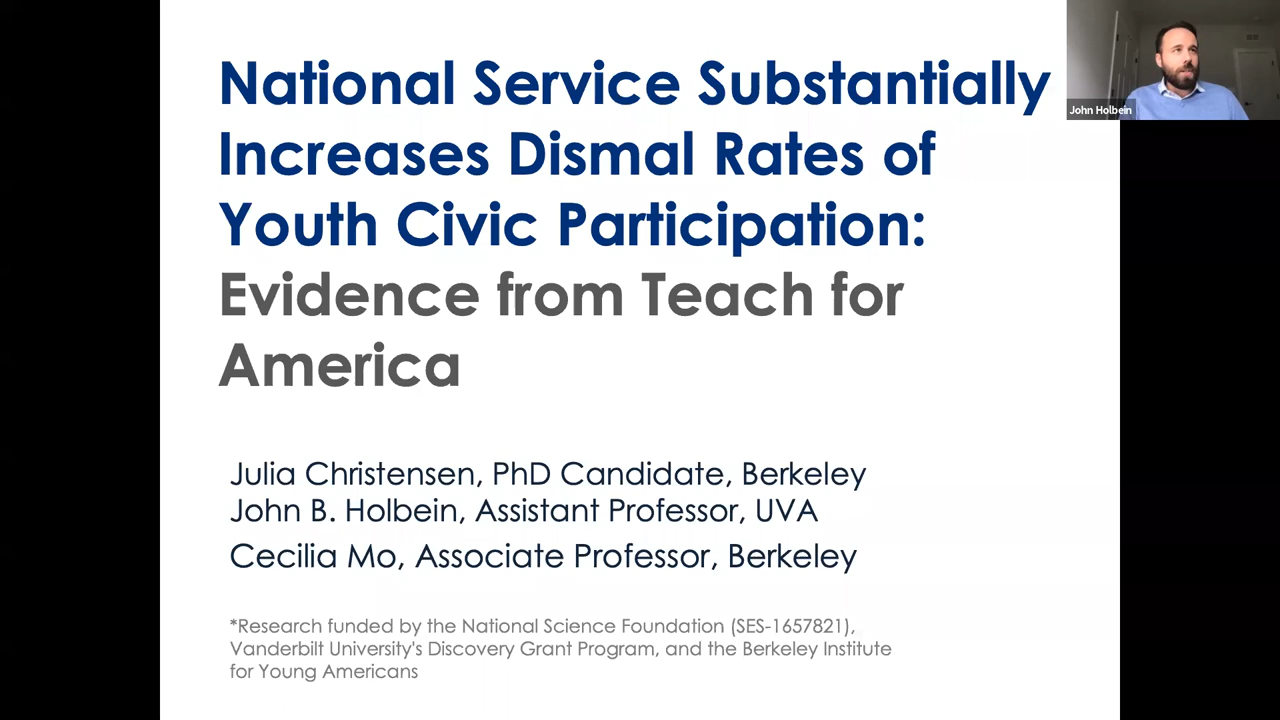 National Service Substantially
Increases Dismal Rates of
Youth Civic Participation:
Evidence from Teach for
America
John Holbein
Julia Christensen, PhD Candidate, Berkeley
John B. Holbein, Assistant Professor, UVA
Cecilia Mo, Associate Professor, Berkeley
*Research funded by the National Science Foundation (SES-1657821),
Vanderbilt University's Discovery Grant Program, and the Berkeley Institute
for Young Americans